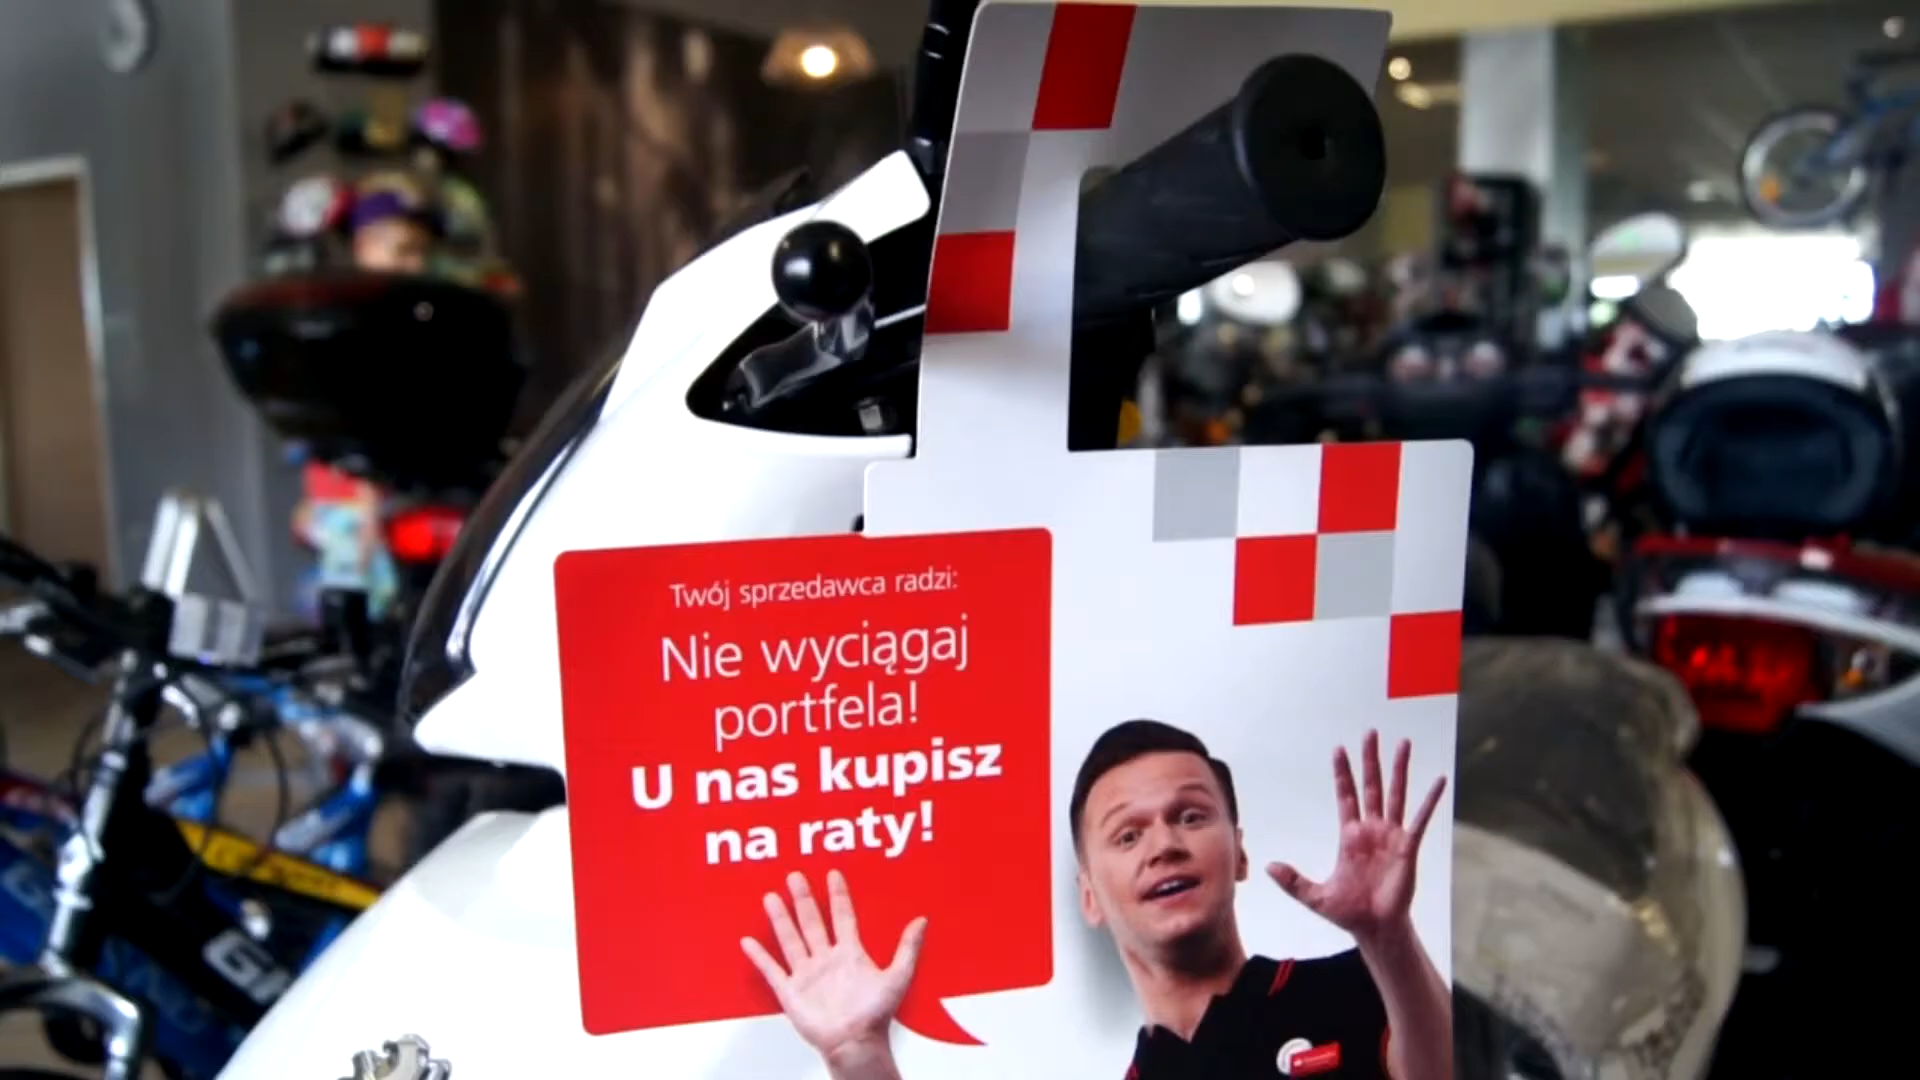 Twój sprzedawca radzi:
Nie wyciągaj
portfela!
U nas kupisz
na raty!